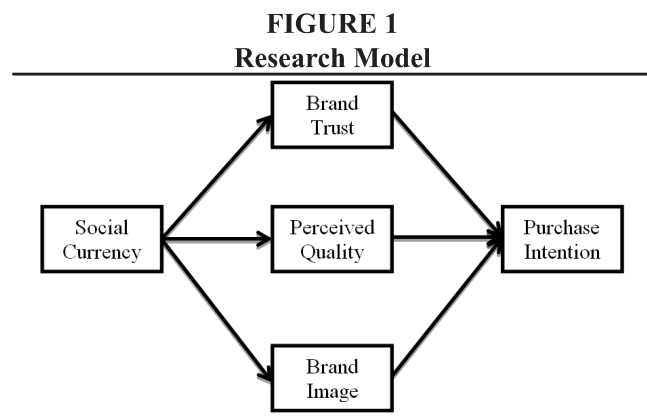 FIGURE 1
Research Model
Brand
Trust
Social
Currency
Perceived
Quality
Purchase
Intention
Brand
Image